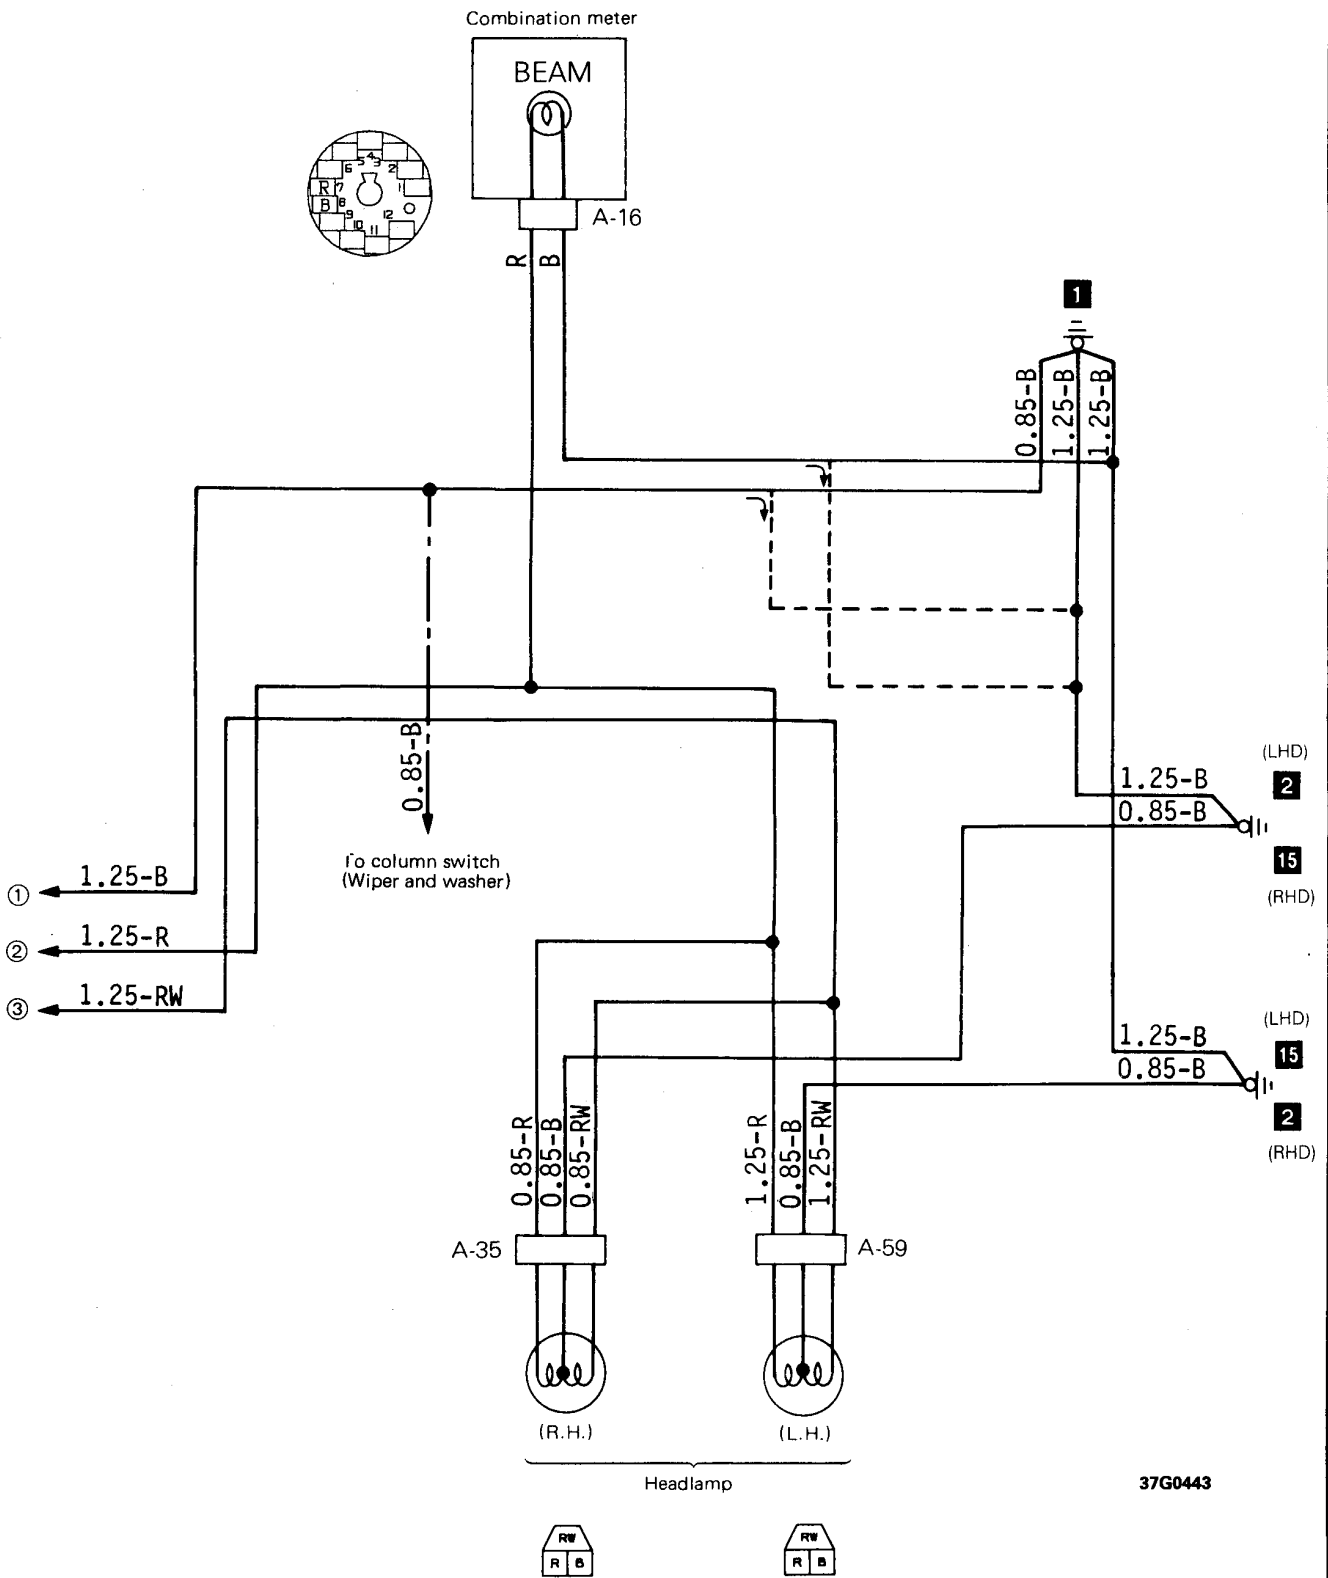 Combination meter
BEAM
5 4 3
6 2
R 7 1
B 8
9 12
10 11
A-16
R B
1
0.85-B
1.25-B
1.25-B
0.85-B
(LHD)
1.25-B
2
0.85-B
15
(RHD)
To column switch
(Wiper and washer)
① 1.25-B
② 1.25-R
③ 1.25-RW
(LHD)
1.25-B
15
0.85-B
2
(RHD)
0.85-R
0.85-B
0.85-RW
1.25-R
0.85-B
1.25-RW
A-35
A-59
(R.H.)
(L.H.)
Headlamp
37G0443
RW
R B
RW
R B